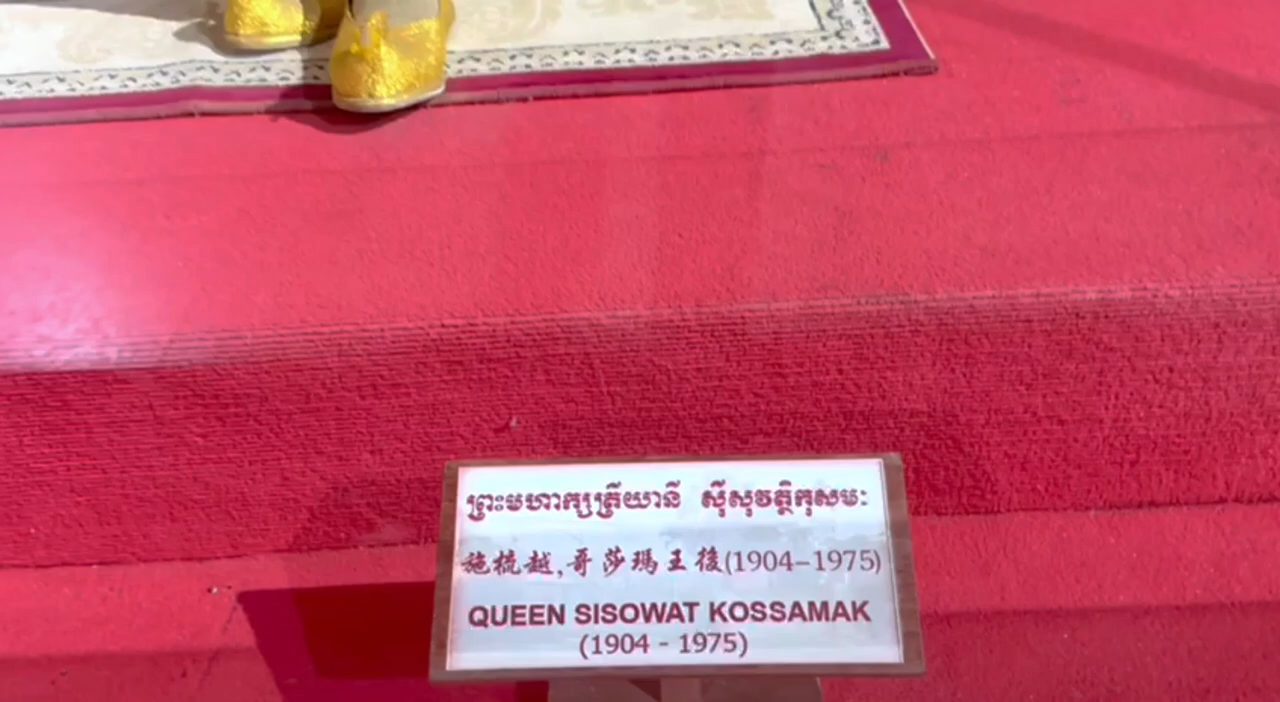 ព្រះមហាក្សត្រីយានី ស៊ីសុវត្ថិកុសមៈ
施梳越,哥莎瑪王後(1904-1975)
QUEEN SISOWAT KOSSAMAK
(1904 - 1975)